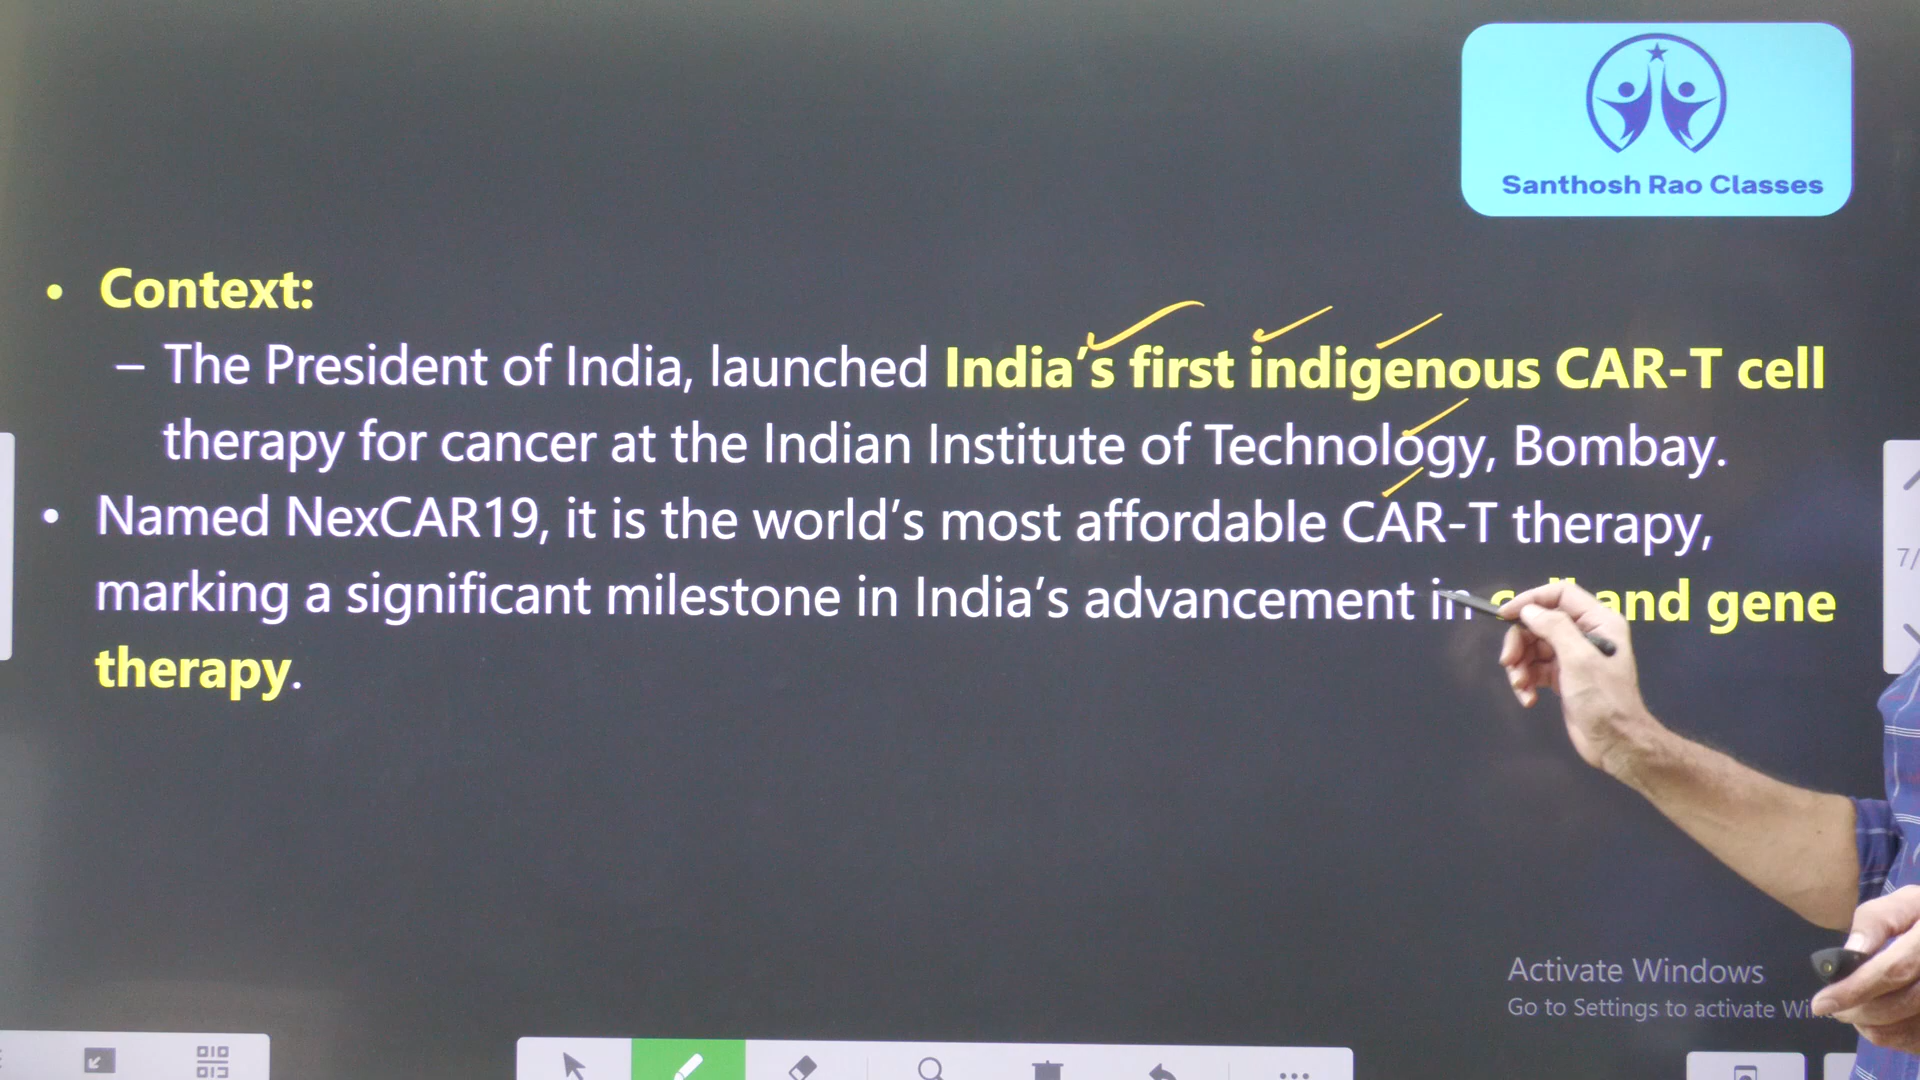 Santhosh Rao Classes
• Context:
– The President of India, launched India's first indigenous CAR-T cell
therapy for cancer at the Indian Institute of Technology, Bombay.
• Named NexCAR19, it is the world's most affordable CAR-T therapy,
marking a significant milestone in India's advancement in and gene
therapy.
7/
Activate Windows
Go to Settings to activate